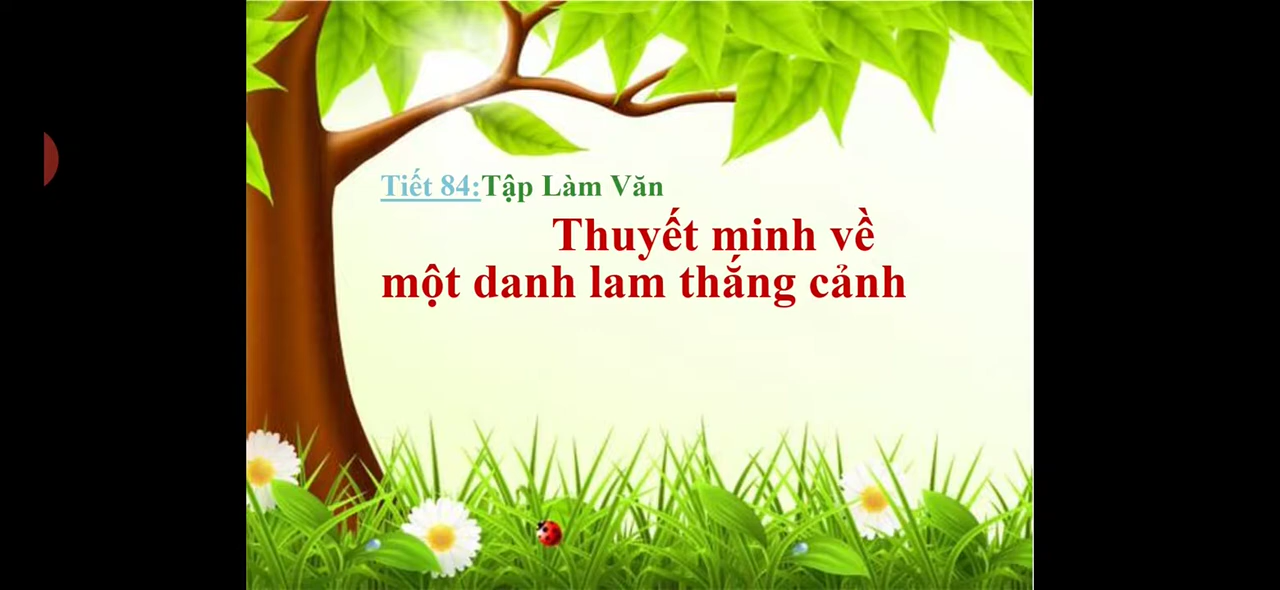 Tiết 84:Tập Làm Văn
Thuyết minh về
một danh lam thắng cảnh